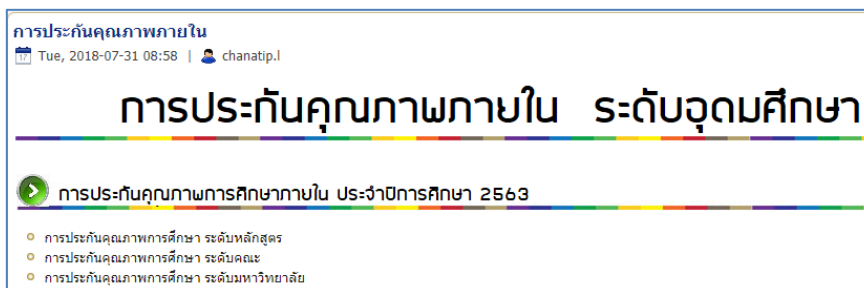 การประกันคุณภาพภายใน
17 Tue, 2018-07-31 08:58 | chanatip.l
การประกันคุณภาพภายใน ระดับอุดมศึกษา
การประกันคุณภาพการศึกษาภายใน ประจำปีการศึกษา 2563
การประกันคุณภาพการศึกษา ระดับหลักสูตร
การประกันคุณภาพการศึกษา ระดับคณะ
การประกันคุณภาพการศึกษา ระดับมหาวิทยาลัย